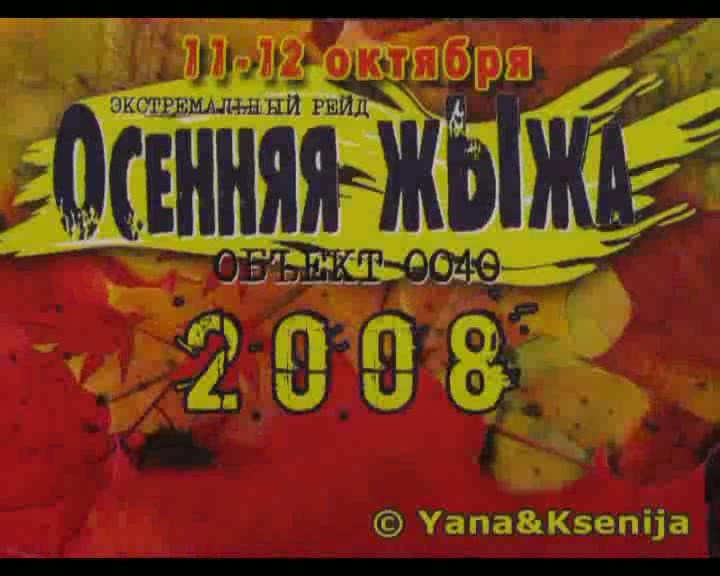 11-12 октября
ЭКСТРЕМАЛЬНЫЙ РЕЙД
ОСЕННЯЯ ЖЫЖА
ОБЪЕКТ 0040
2008
© Yana&Ksenija